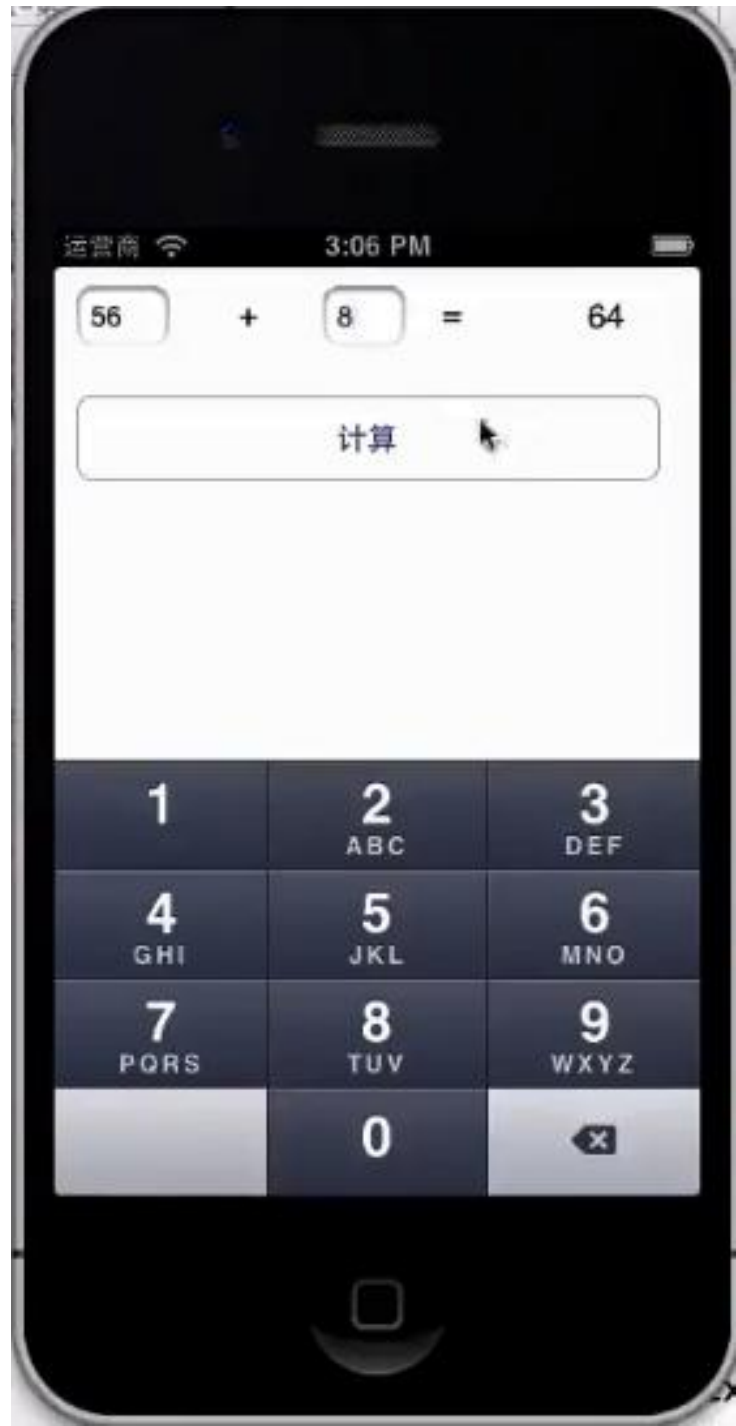 运营商 3:06 PM
56 + 8 = 64
计算
1 2 3
ABC DEF
4 5 6
GHI JKL MNO
7 8 9
PQRS TUV WXYZ
0